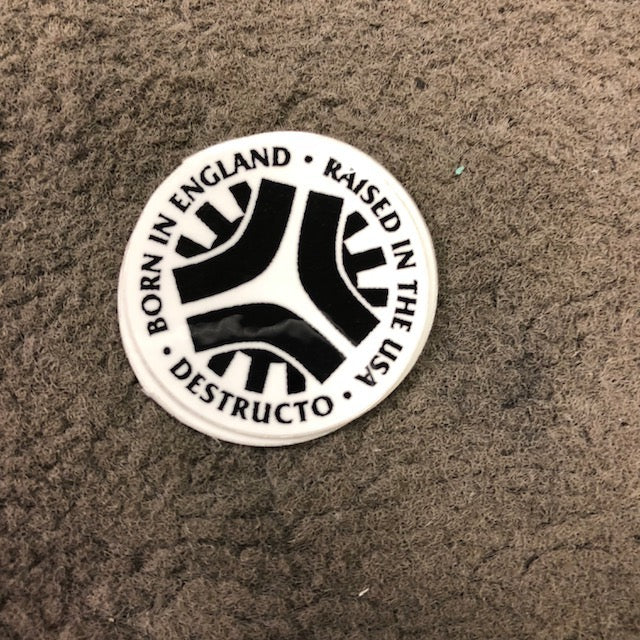 BORN IN ENGLAND • RAISED IN THE USA • DESTRUCTO •